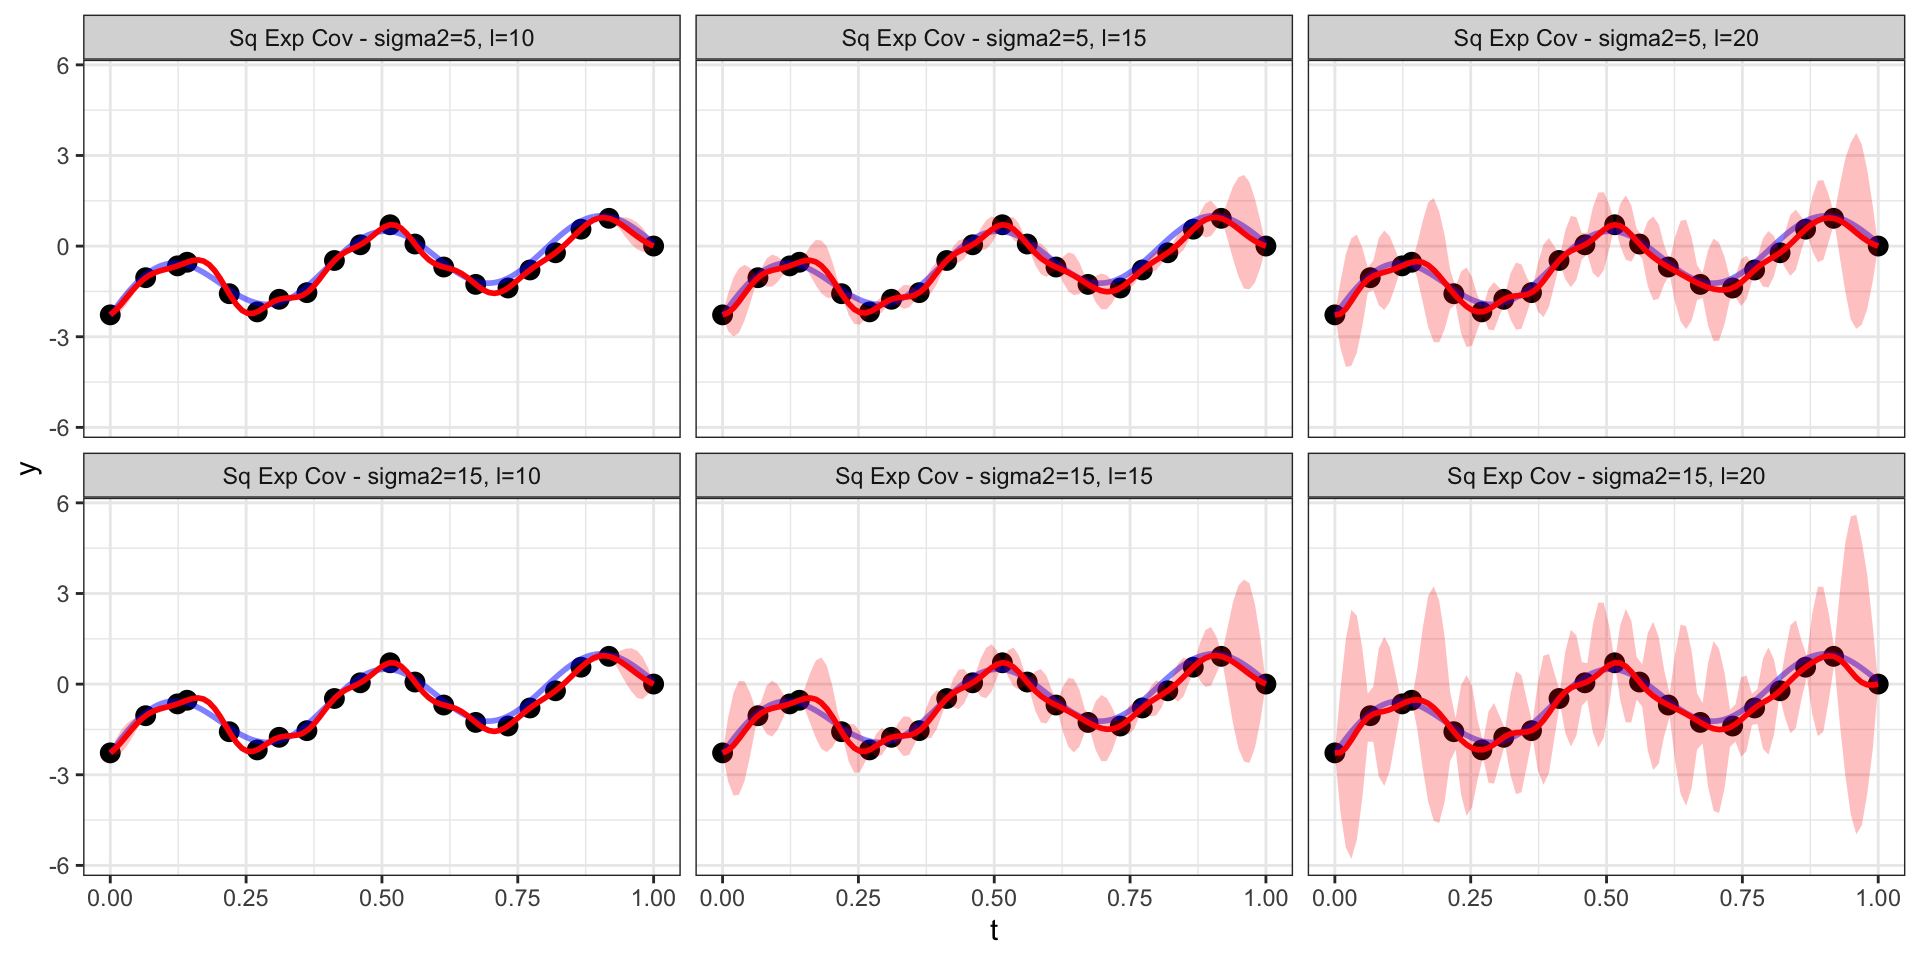 Sq Exp Cov - sigma2=5, l=10
Sq Exp Cov - sigma2=5, l=15
Sq Exp Cov - sigma2=5, l=20
6
3
0
-3
-6
y
Sq Exp Cov - sigma2=15, l=10
Sq Exp Cov - sigma2=15, l=15
Sq Exp Cov - sigma2=15, l=20
6
3
0
-3
-6
0.00 0.25 0.50 0.75 1.00
0.00 0.25 0.50 0.75 1.00
0.00 0.25 0.50 0.75 1.00
t